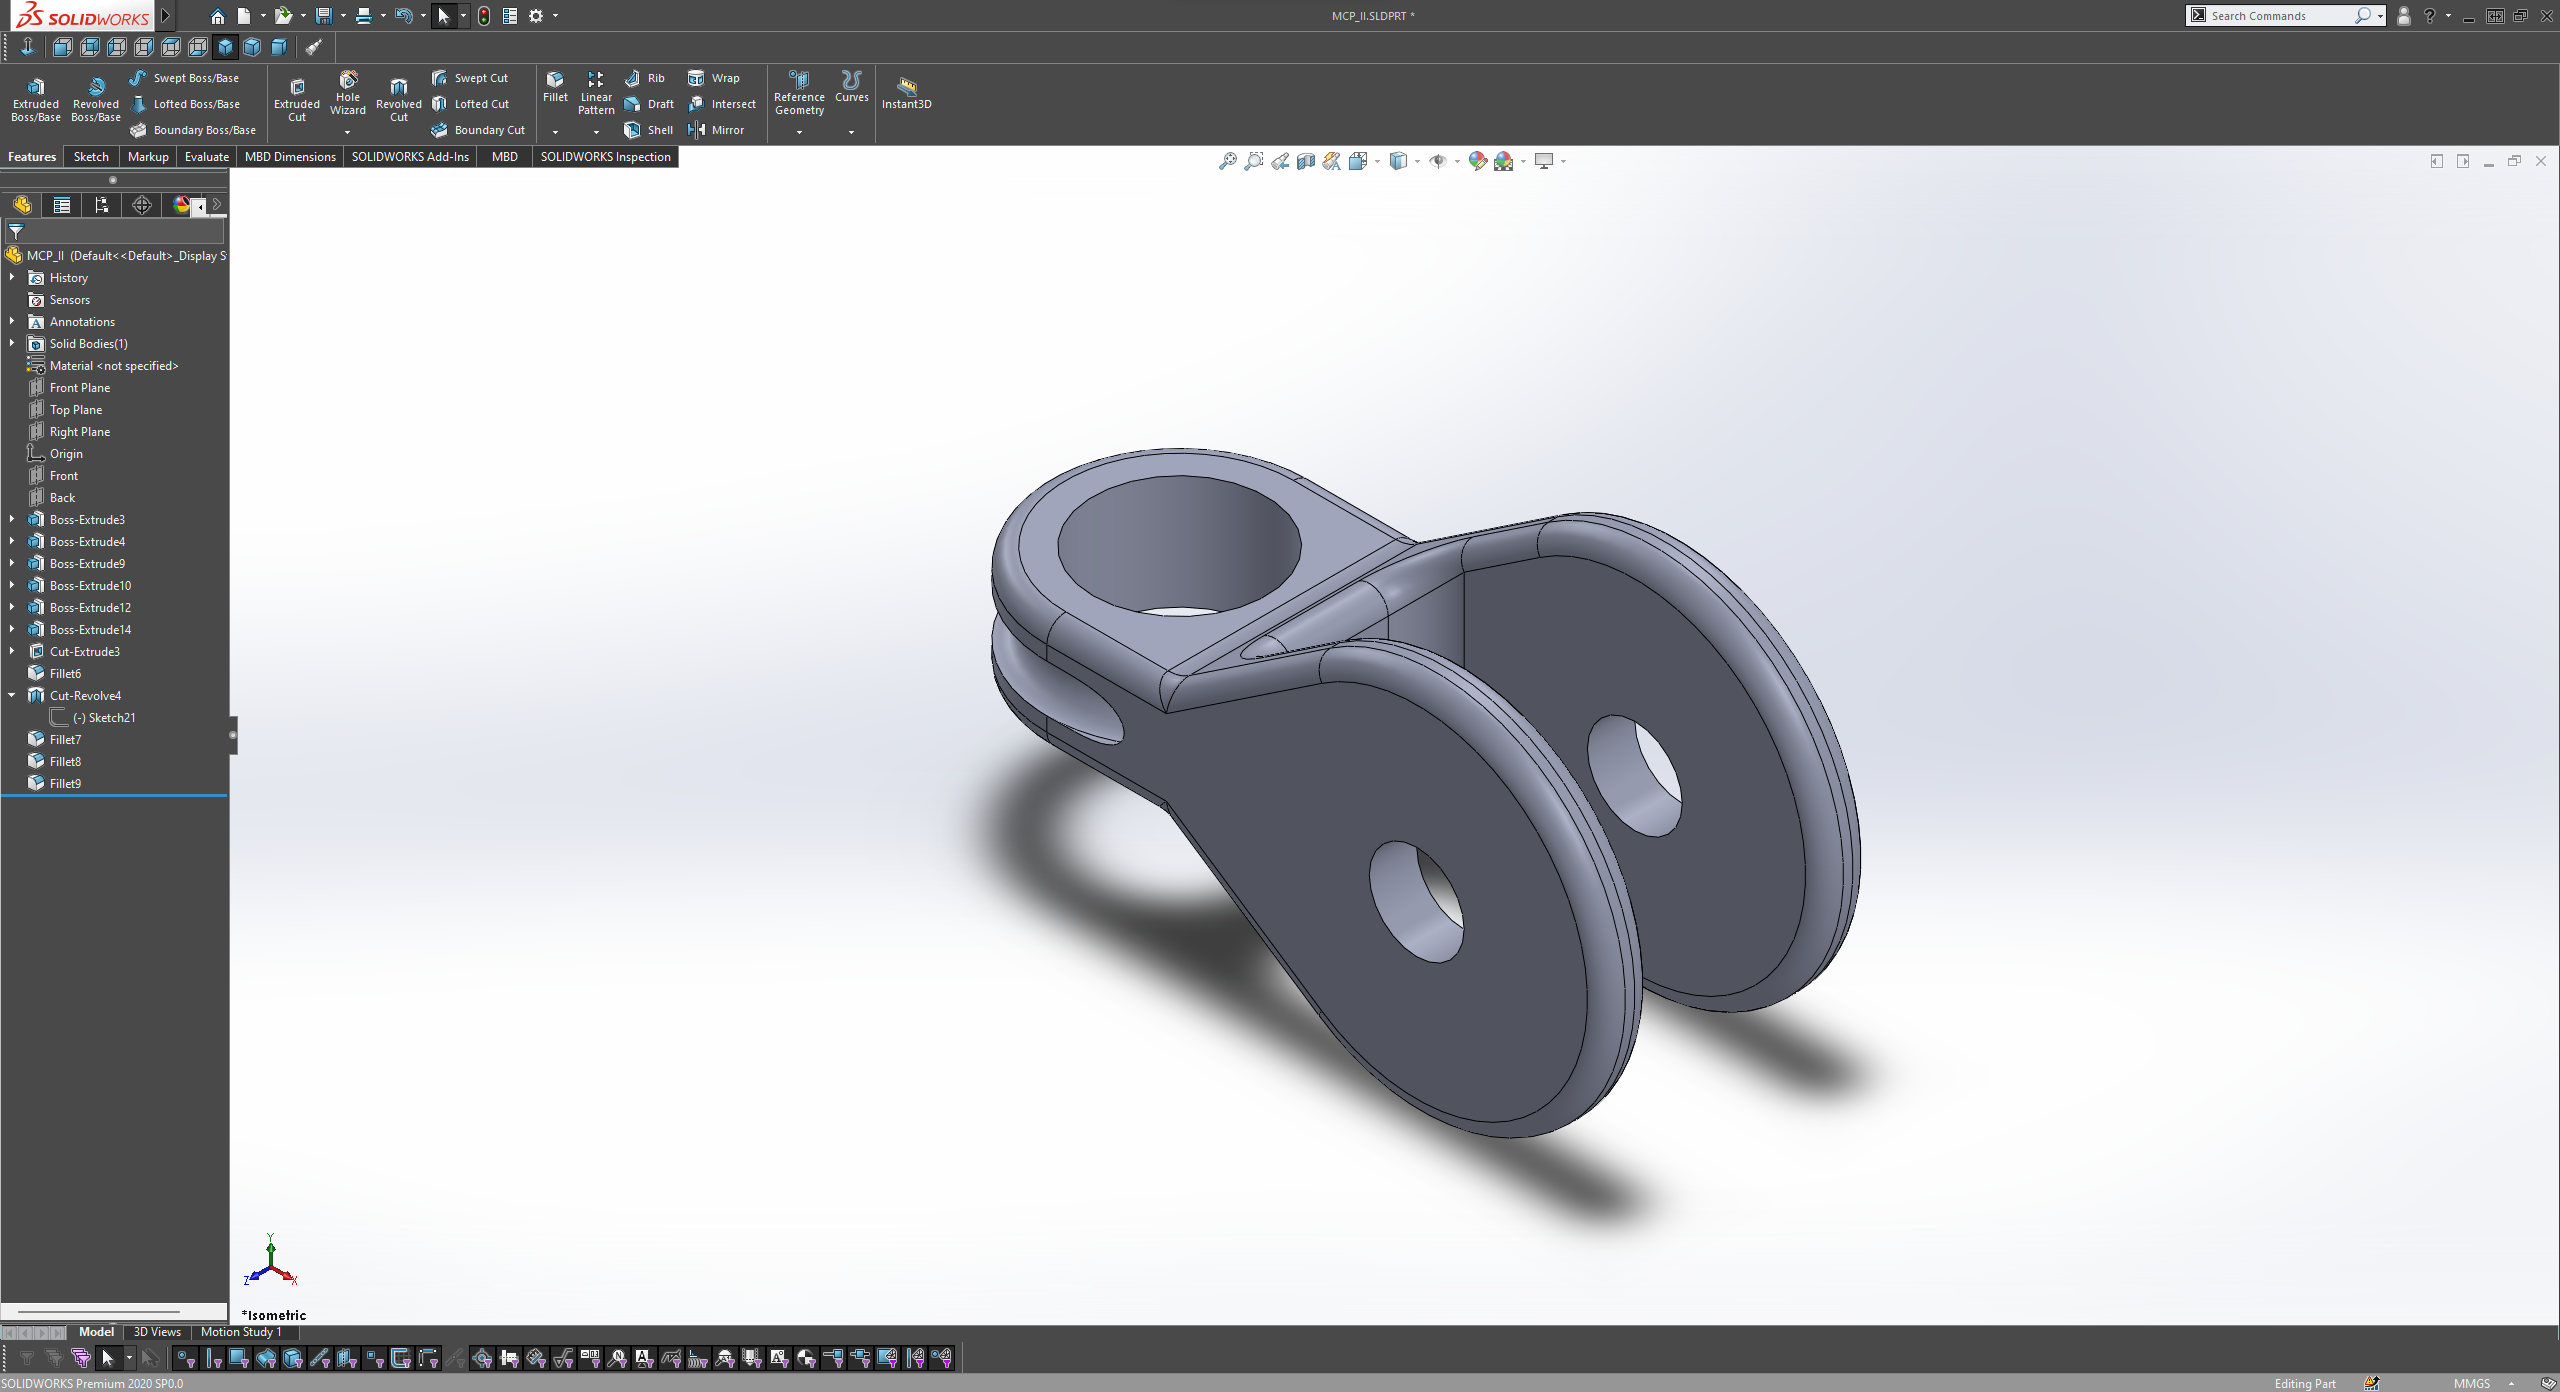 SOLIDWORKS
MCP_II.SLDPRT *
Search Commands
Extruded Boss/Base
Revolved Boss/Base
Swept Boss/Base
Lofted Boss/Base
Boundary Boss/Base
Extruded Cut
Hole Wizard
Revolved Cut
Swept Cut
Lofted Cut
Boundary Cut
Fillet
Linear Pattern
Rib
Draft
Shell
Wrap
Intersect
Mirror
Reference Geometry
Curves
Instant3D
Features
Sketch
Markup
Evaluate
MBD Dimensions
SOLIDWORKS Add-Ins
MBD
SOLIDWORKS Inspection
MCP_II (Default<<Default>_Display S
History
Sensors
Annotations
Solid Bodies(1)
Material <not specified>
Front Plane
Top Plane
Right Plane
Origin
Front
Back
Boss-Extrude3
Boss-Extrude4
Boss-Extrude9
Boss-Extrude10
Boss-Extrude12
Boss-Extrude14
Cut-Extrude3
Fillet6
Cut-Revolve4
(-) Sketch21
Fillet7
Fillet8
Fillet9
Y
Z
X
*Isometric
Model
3D Views
Motion Study 1
SOLIDWORKS Premium 2020 SP0.0
Editing Part
MMGS